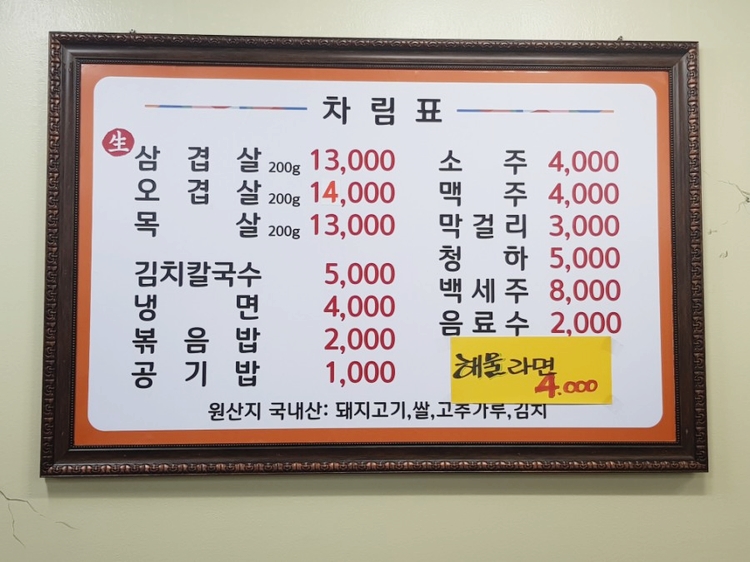 차림표
生
삼겹살 200g 13,000
오겹살 200g 14,000
목살 200g 13,000
김치칼국수 5,000
냉면 4,000
볶음밥 2,000
공기밥 1,000
소주 4,000
맥주 4,000
막걸리 3,000
청하 5,000
백세주 8,000
음료수 2,000
해물라면
4.000
원산지 국내산: 돼지고기,쌀,고추가루,김치